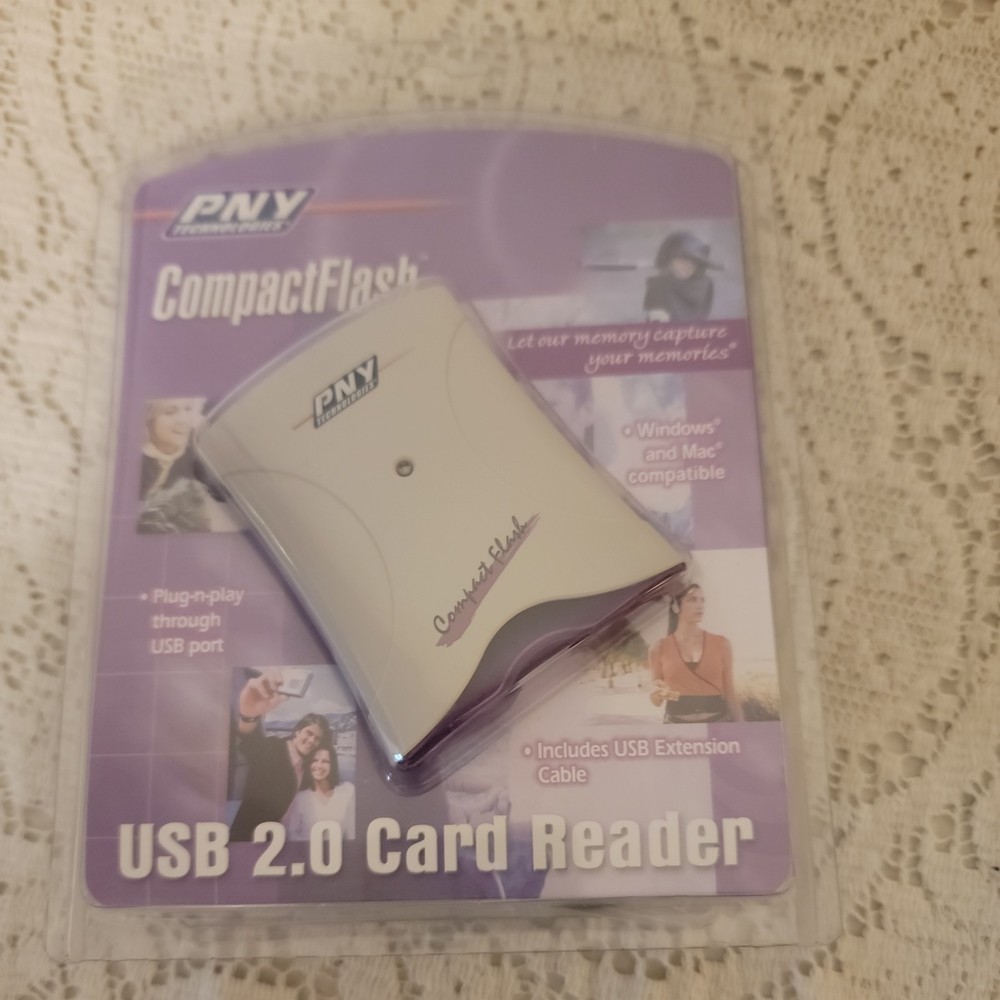 PNY
TECHNOLOGIES
CompactFlash
Let our memory capture
your memories®
PNY
TECHNOLOGIES
• Windows®
and Mac®
compatible
Compact Flash
• Plug-n-play
through
USB port
• Includes USB Extension
Cable
USB 2.0 Card Reader